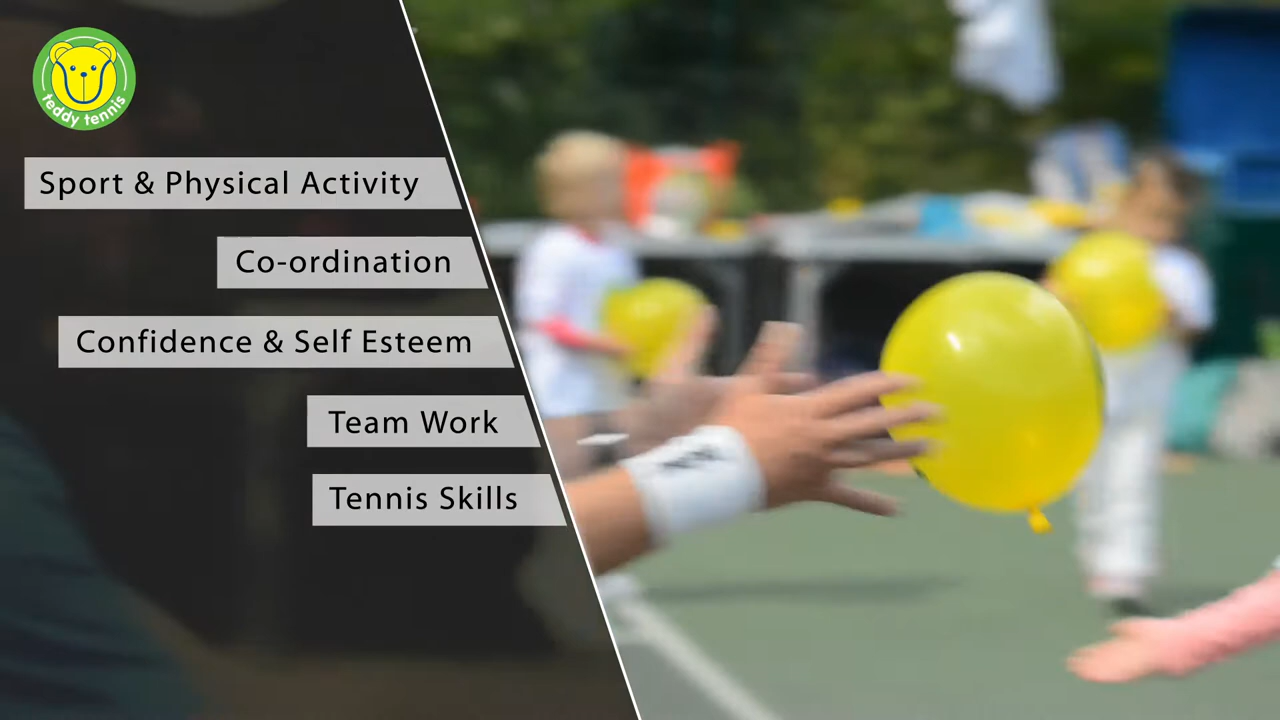 teddy tennis
Sport & Physical Activity
Co-ordination
Confidence & Self Esteem
Team Work
Tennis Skills